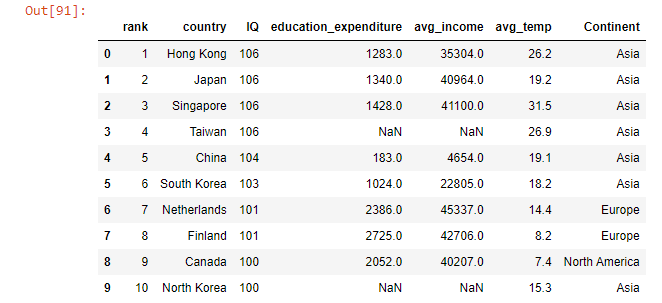 Out[91]:
rank country IQ education_expenditure avg_income avg_temp Continent
0 1 Hong Kong 106 1283.0 35304.0 26.2 Asia
1 2 Japan 106 1340.0 40964.0 19.2 Asia
2 3 Singapore 106 1428.0 41100.0 31.5 Asia
3 4 Taiwan 106 NaN NaN 26.9 Asia
4 5 China 104 183.0 4654.0 19.1 Asia
5 6 South Korea 103 1024.0 22805.0 18.2 Asia
6 7 Netherlands 101 2386.0 45337.0 14.4 Europe
7 8 Finland 101 2725.0 42706.0 8.2 Europe
8 9 Canada 100 2052.0 40207.0 7.4 North America
9 10 North Korea 100 NaN NaN 15.3 Asia